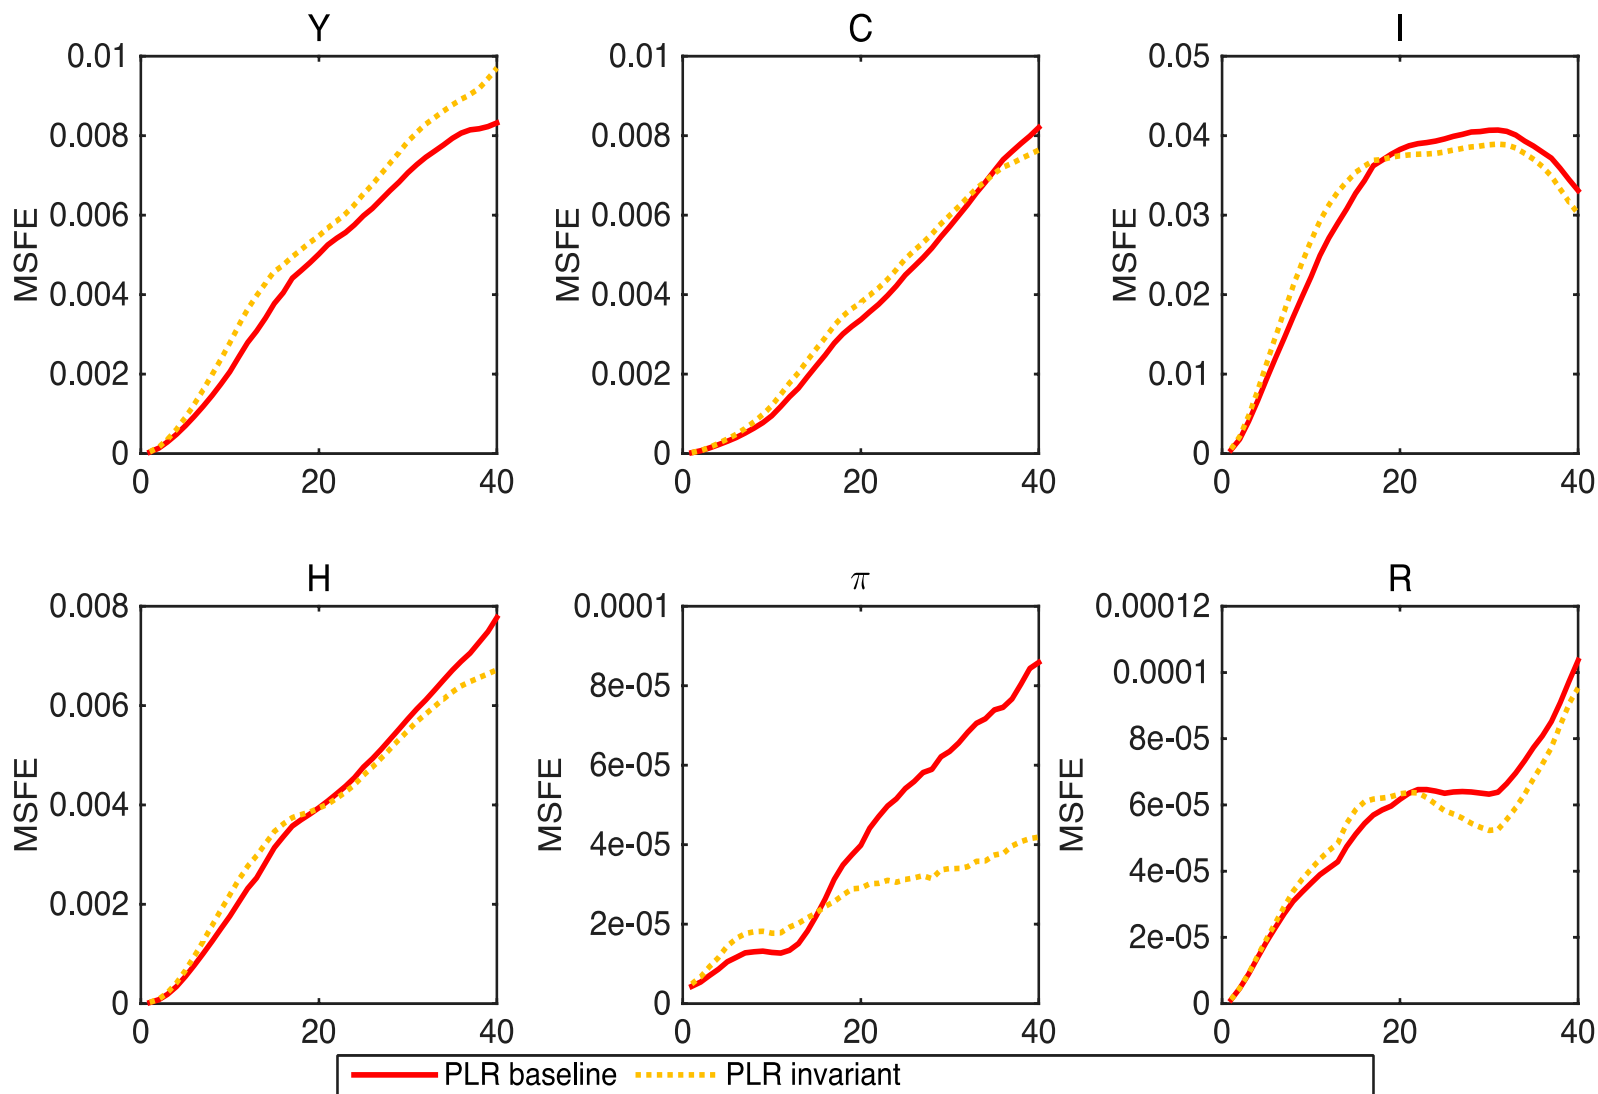 Y
0.01
0.008
0.006
0.004
0.002
0
MSFE
0 20 40
C
0.01
0.008
0.006
0.004
0.002
0
MSFE
0 20 40
I
0.05
0.04
0.03
0.02
0.01
0
MSFE
0 20 40
H
0.008
0.006
0.004
0.002
0
MSFE
0 20 40
π
0.0001
8e-05
6e-05
4e-05
2e-05
0
MSFE
0 20 40
R
0.00012
0.0001
8e-05
6e-05
4e-05
2e-05
0
MSFE
0 20 40
PLR baseline PLR invariant